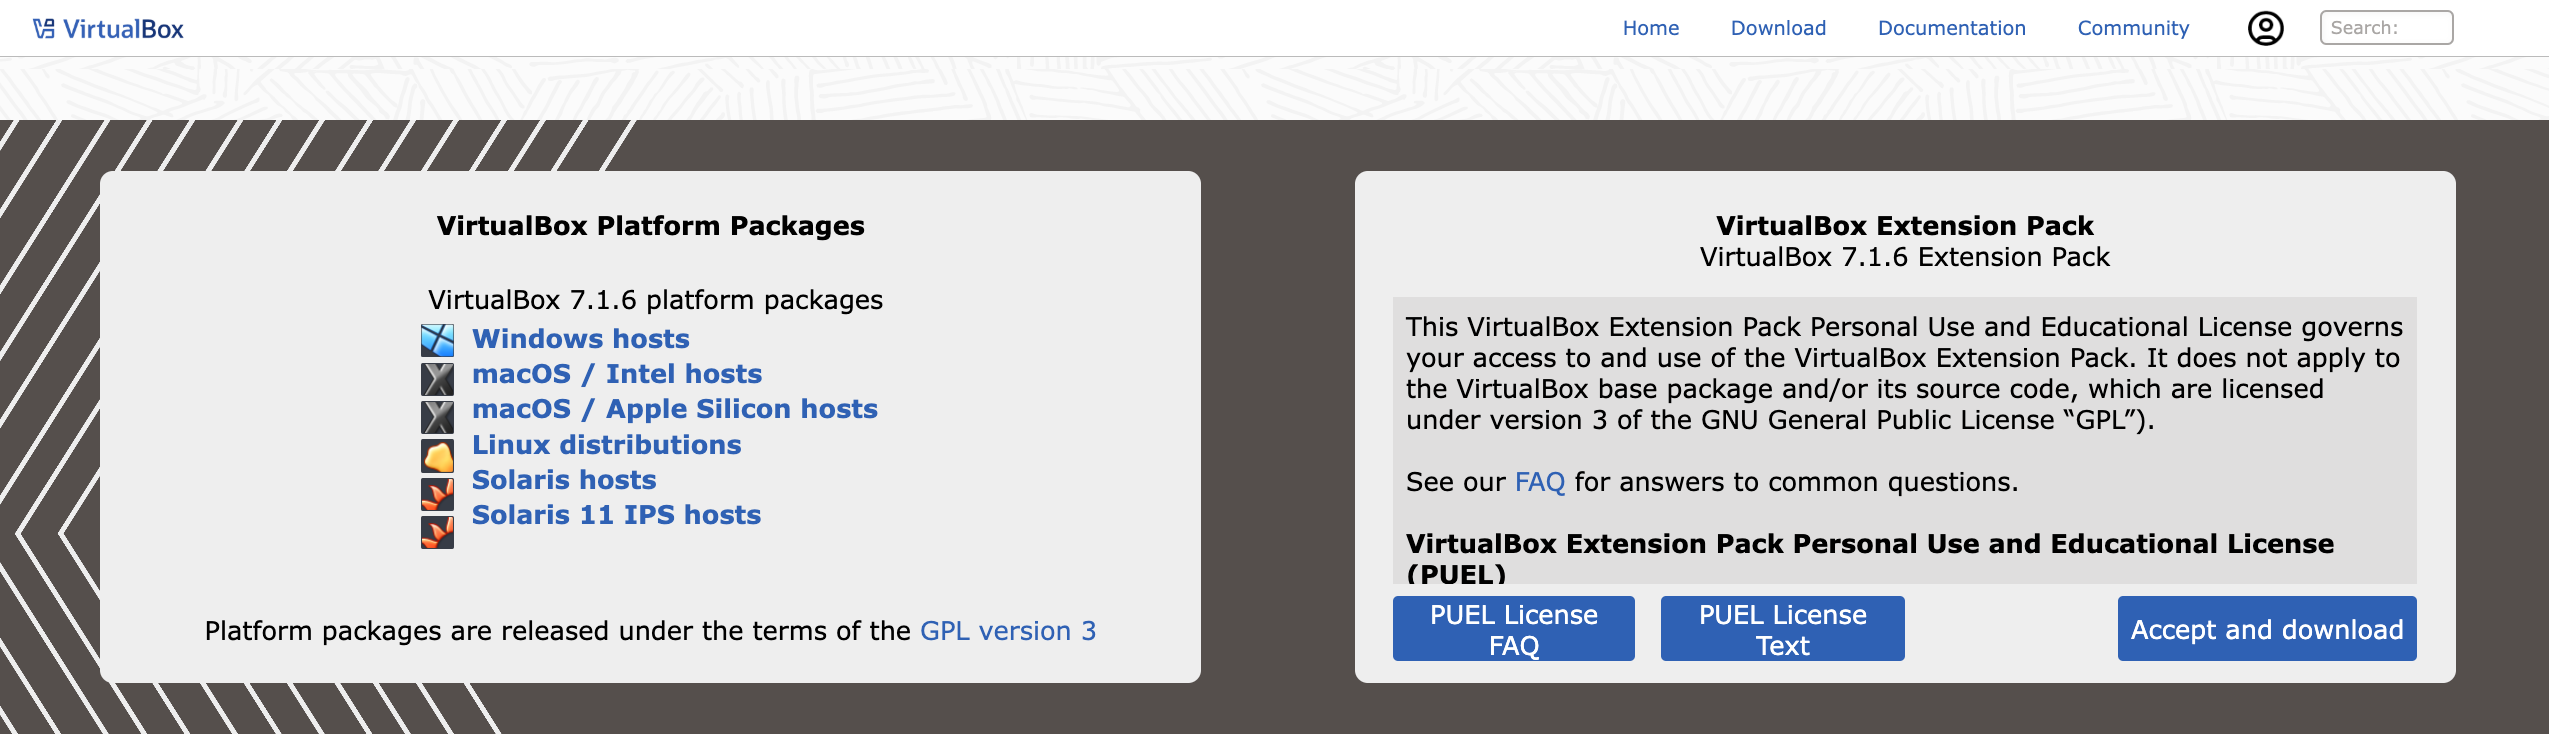 VirtualBox
Home
Download
Documentation
Community
Search:
VirtualBox Platform Packages
VirtualBox 7.1.6 platform packages
Windows hosts
macOS / Intel hosts
macOS / Apple Silicon hosts
Linux distributions
Solaris hosts
Solaris 11 IPS hosts
Platform packages are released under the terms of the GPL version 3
VirtualBox Extension Pack
VirtualBox 7.1.6 Extension Pack
This VirtualBox Extension Pack Personal Use and Educational License governs
your access to and use of the VirtualBox Extension Pack. It does not apply to
the VirtualBox base package and/or its source code, which are licensed
under version 3 of the GNU General Public License “GPL”).
See our FAQ for answers to common questions.
VirtualBox Extension Pack Personal Use and Educational License
(PUEL)
PUEL License
FAQ
PUEL License
Text
Accept and download